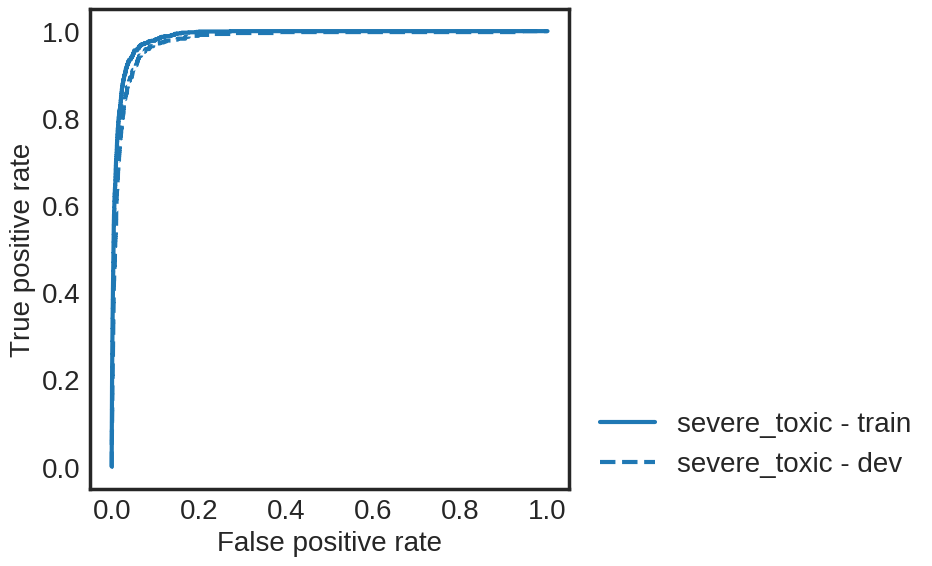 1.0
0.8
0.6
0.4
0.2
0.0
True positive rate
0.0 0.2 0.4 0.6 0.8 1.0
False positive rate
severe_toxic - train
severe_toxic - dev